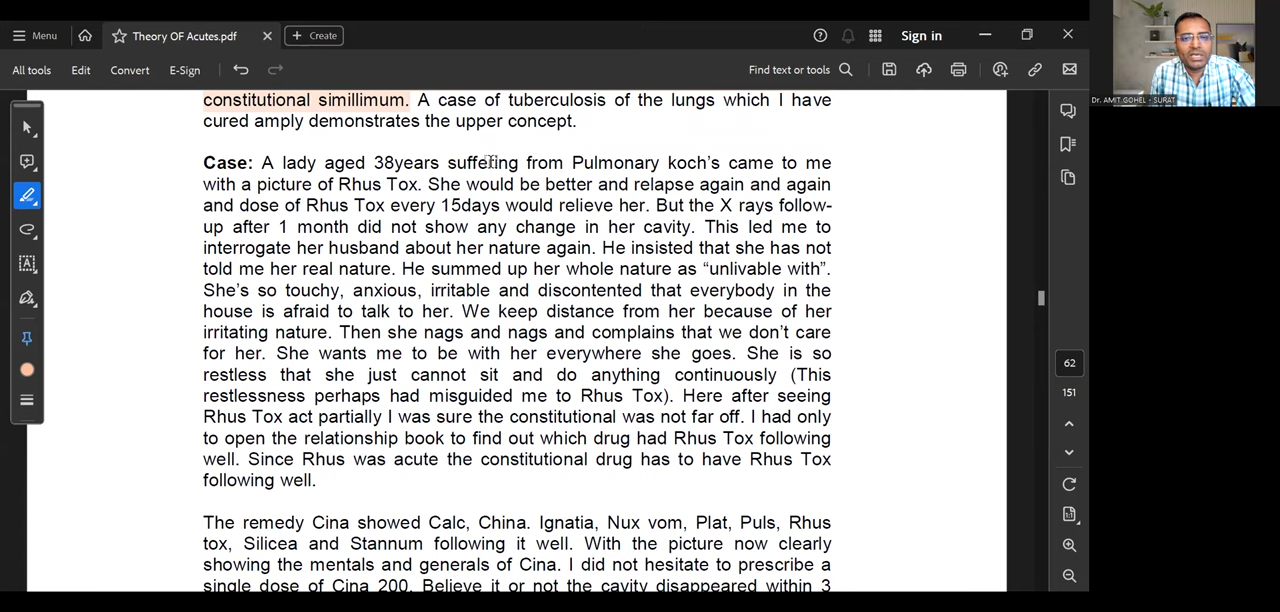 Menu
Theory OF Acutes.pdf
Create
Sign in
All tools
Edit
Convert
E-Sign
Find text or tools
Dr. AMIT GOHEL - SURAT
constitutional simillimum. A case of tuberculosis of the lungs which I have
cured amply demonstrates the upper concept.
Case: A lady aged 38years suffering from Pulmonary koch's came to me
with a picture of Rhus Tox. She would be better and relapse again and again
and dose of Rhus Tox every 15days would relieve her. But the X rays follow-
up after 1 month did not show any change in her cavity. This led me to
interrogate her husband about her nature again. He insisted that she has not
told me her real nature. He summed up her whole nature as “unlivable with”.
She's so touchy, anxious, irritable and discontented that everybody in the
house is afraid to talk to her. We keep distance from her because of her
irritating nature. Then she nags and nags and complains that we don't care
for her. She wants me to be with her everywhere she goes. She is so
restless that she just cannot sit and do anything continuously (This
restlessness perhaps had misguided me to Rhus Tox). Here after seeing
Rhus Tox act partially I was sure the constitutional was not far off. I had only
to open the relationship book to find out which drug had Rhus Tox following
well. Since Rhus was acute the constitutional drug has to have Rhus Tox
following well.
The remedy Cina showed Calc, China. Ignatia, Nux vom, Plat, Puls, Rhus
tox, Silicea and Stannum following it well. With the picture now clearly
showing the mentals and generals of Cina. I did not hesitate to prescribe a
single dose of Cina 200. Believe it or not the cavity disappeared within 3
62
151